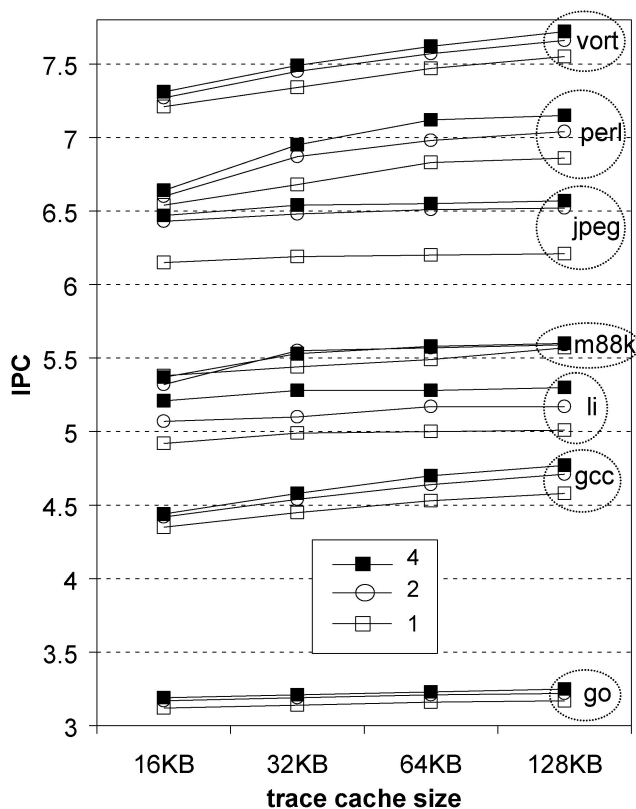 7.5
7
6.5
6
5.5
5
4.5
4
3.5
3
IPC
vort
perl
jpeg
m88k
li
gcc
go
4
2
1
16KB 32KB 64KB 128KB
trace cache size